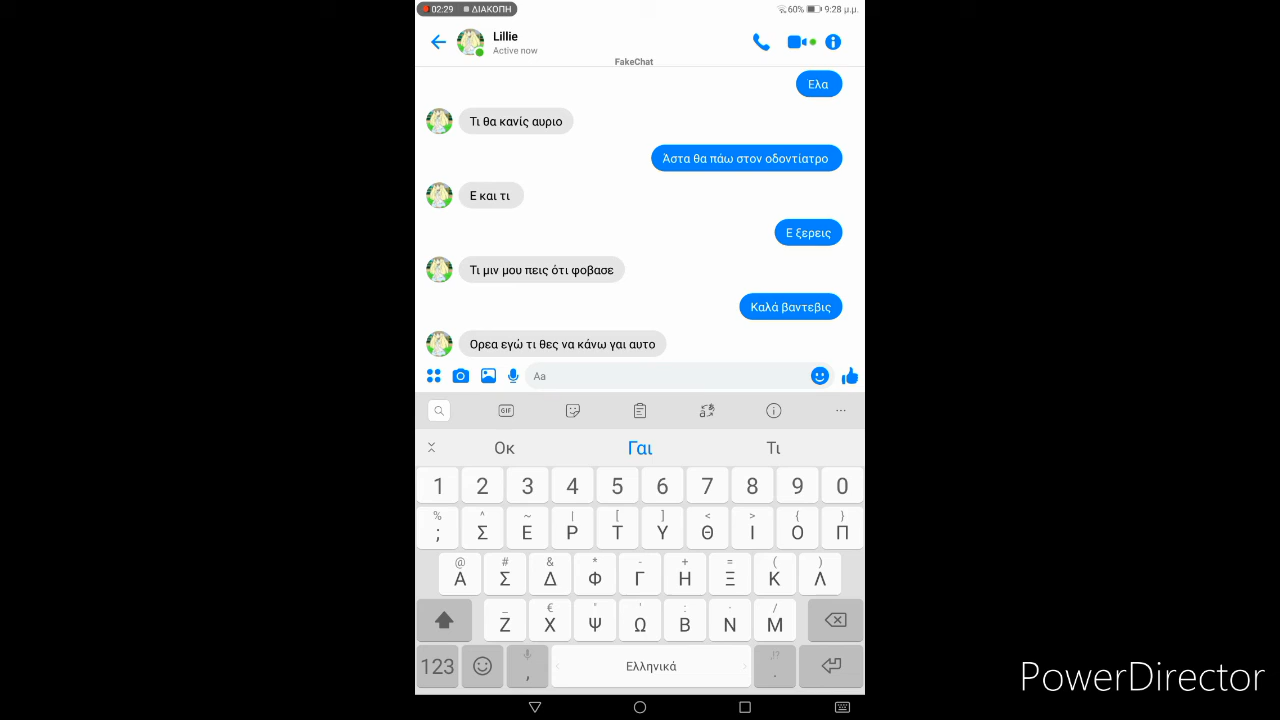 02:29 ΔΙΑΚΟΠΗ 60% 9:28 μ.μ.
Lillie
Active now
FakeChat
Ελα
Τι θα κανίς αυριο
Άστα θα πάω στον οδοντίατρο
Ε και τι
Ε ξερεις
Τι μιν μου πεις ότι φοβασε
Καλά βαντεβις
Ορεα εγώ τι θες να κάνω γαι αυτο
Aa
GIF
Οκ Γαι Τι
1 2 3 4 5 6 7 8 9 0
% ^ ~ | [ ] < > { }
; Σ Ε Ρ Τ Υ Θ Ι Ο Π
@ # & * - + = ( )
Α Σ Δ Φ Γ Η Ξ Κ Λ
_ € " ' : /
Ζ Χ Ψ Ω Β Ν Μ
123 , Ελληνικά .
PowerDirector